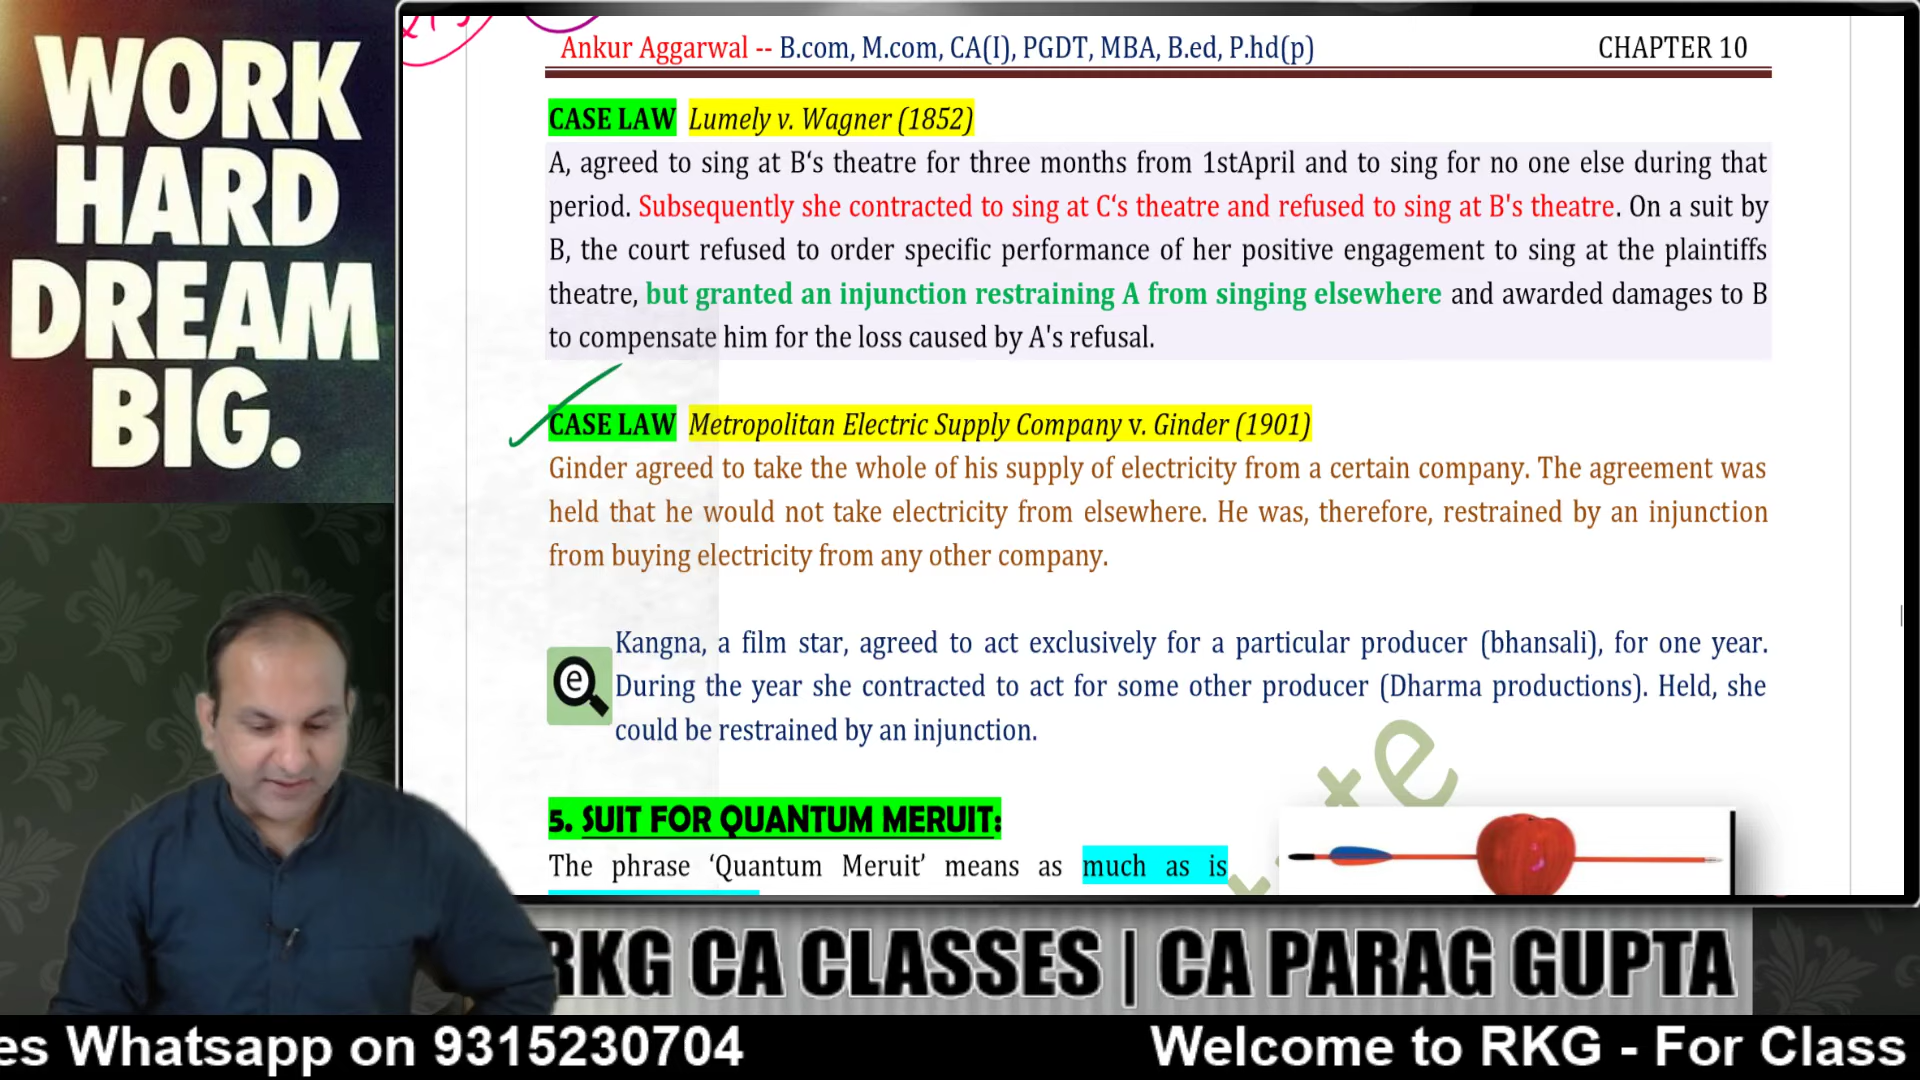 WORK
HARD
DREAM
BIG.
Ankur Aggarwal -- B.com, M.com, CA(I), PGDT, MBA, B.ed, P.hd(p) CHAPTER 10
CASE LAW Lumely v. Wagner (1852)
A, agreed to sing at B‘s theatre for three months from 1stApril and to sing for no one else during that
period. Subsequently she contracted to sing at C‘s theatre and refused to sing at B's theatre. On a suit by
B, the court refused to order specific performance of her positive engagement to sing at the plaintiffs
theatre, but granted an injunction restraining A from singing elsewhere and awarded damages to B
to compensate him for the loss caused by A's refusal.
CASE LAW Metropolitan Electric Supply Company v. Ginder (1901)
Ginder agreed to take the whole of his supply of electricity from a certain company. The agreement was
held that he would not take electricity from elsewhere. He was, therefore, restrained by an injunction
from buying electricity from any other company.
Kangna, a film star, agreed to act exclusively for a particular producer (bhansali), for one year.
During the year she contracted to act for some other producer (Dharma productions). Held, she
could be restrained by an injunction.
5. SUIT FOR QUANTUM MERUIT:
The phrase ‘Quantum Meruit’ means as much as is
RKG CA CLASSES | CA PARAG GUPTA
es Whatsapp on 9315230704 Welcome to RKG - For Class